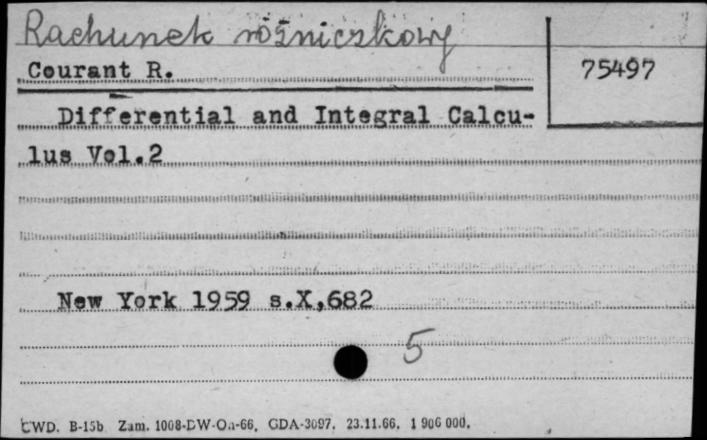 Rachunek różniczkowy
75497
Courant R.
Differential and Integral Calcu-
lus Vol.2
New York 1959 s.X,682
5
CWD. B-15b Zam. 1008-DW-Oa-66. GDA-3097. 23.11.66. 1 906 000.